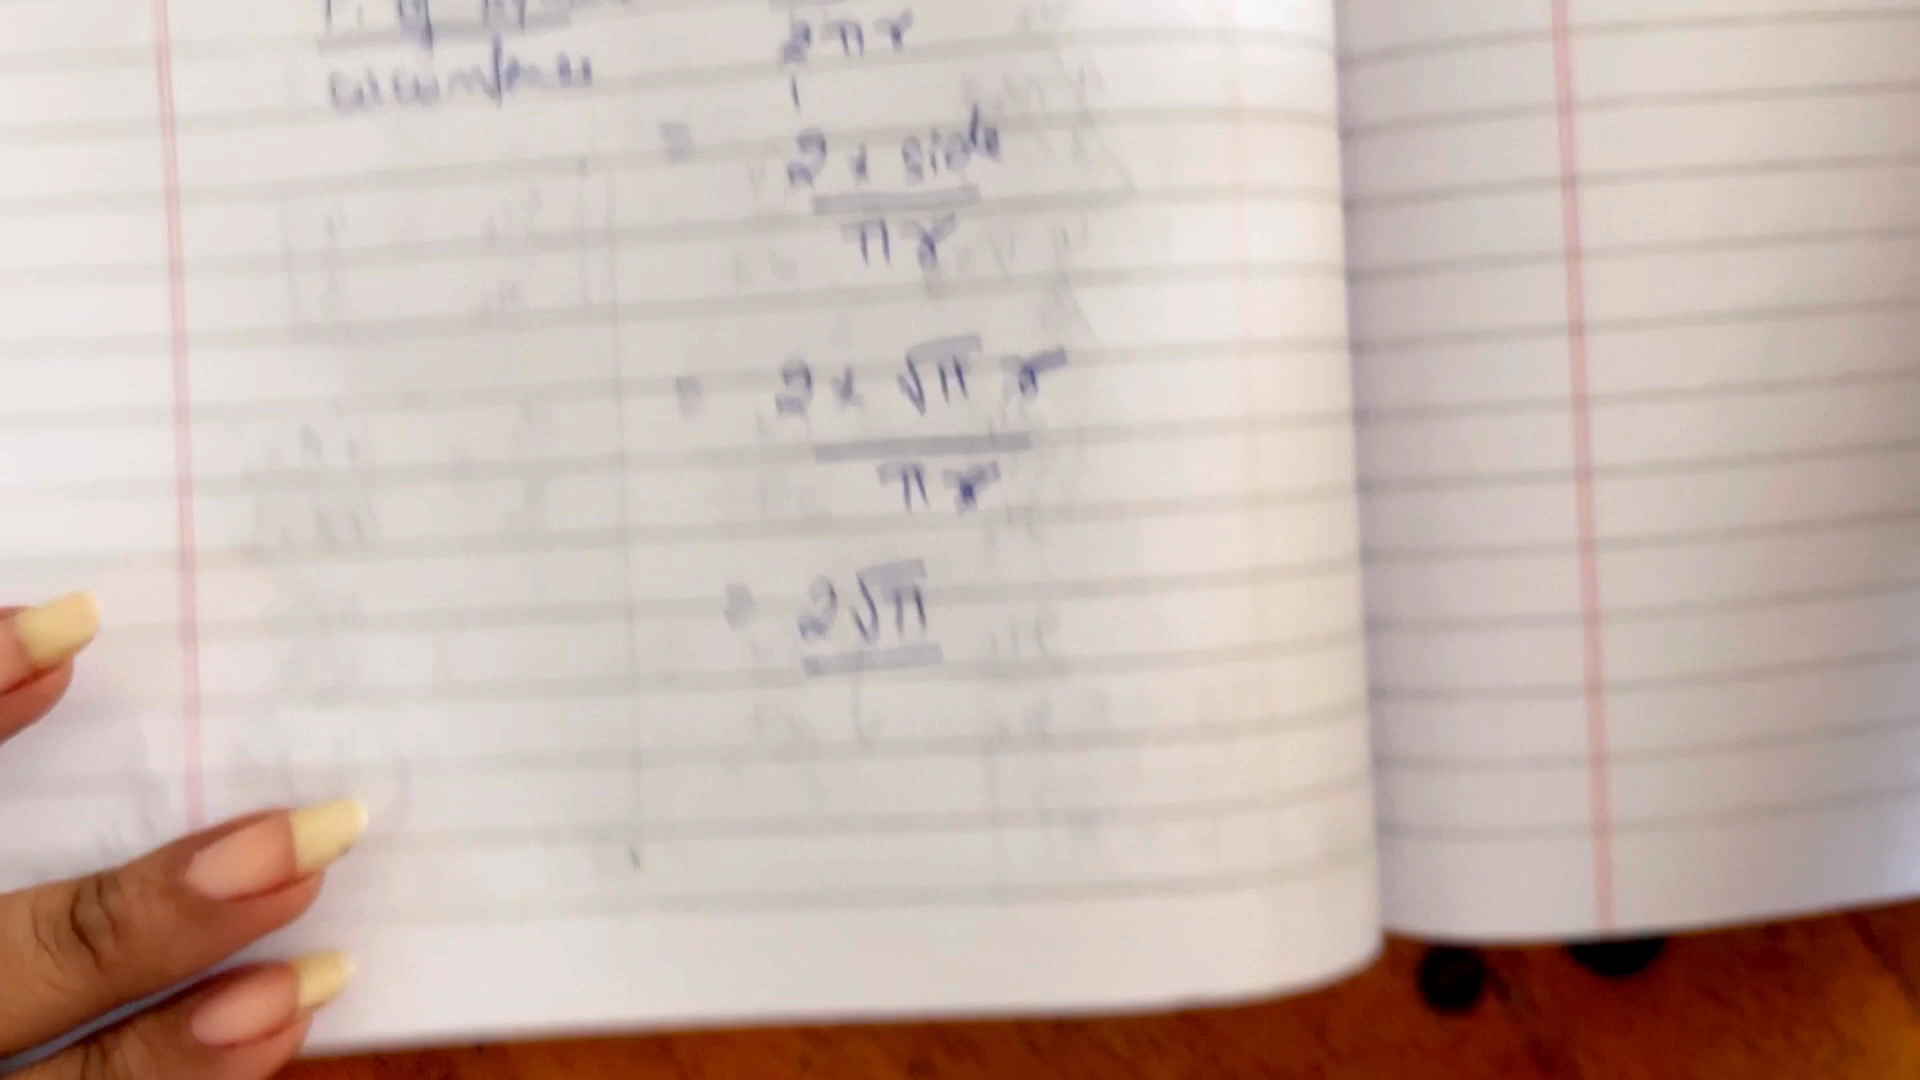 circumference 2πr
= 2 × side
πr
= 2 × √π r
πr
= 2√π